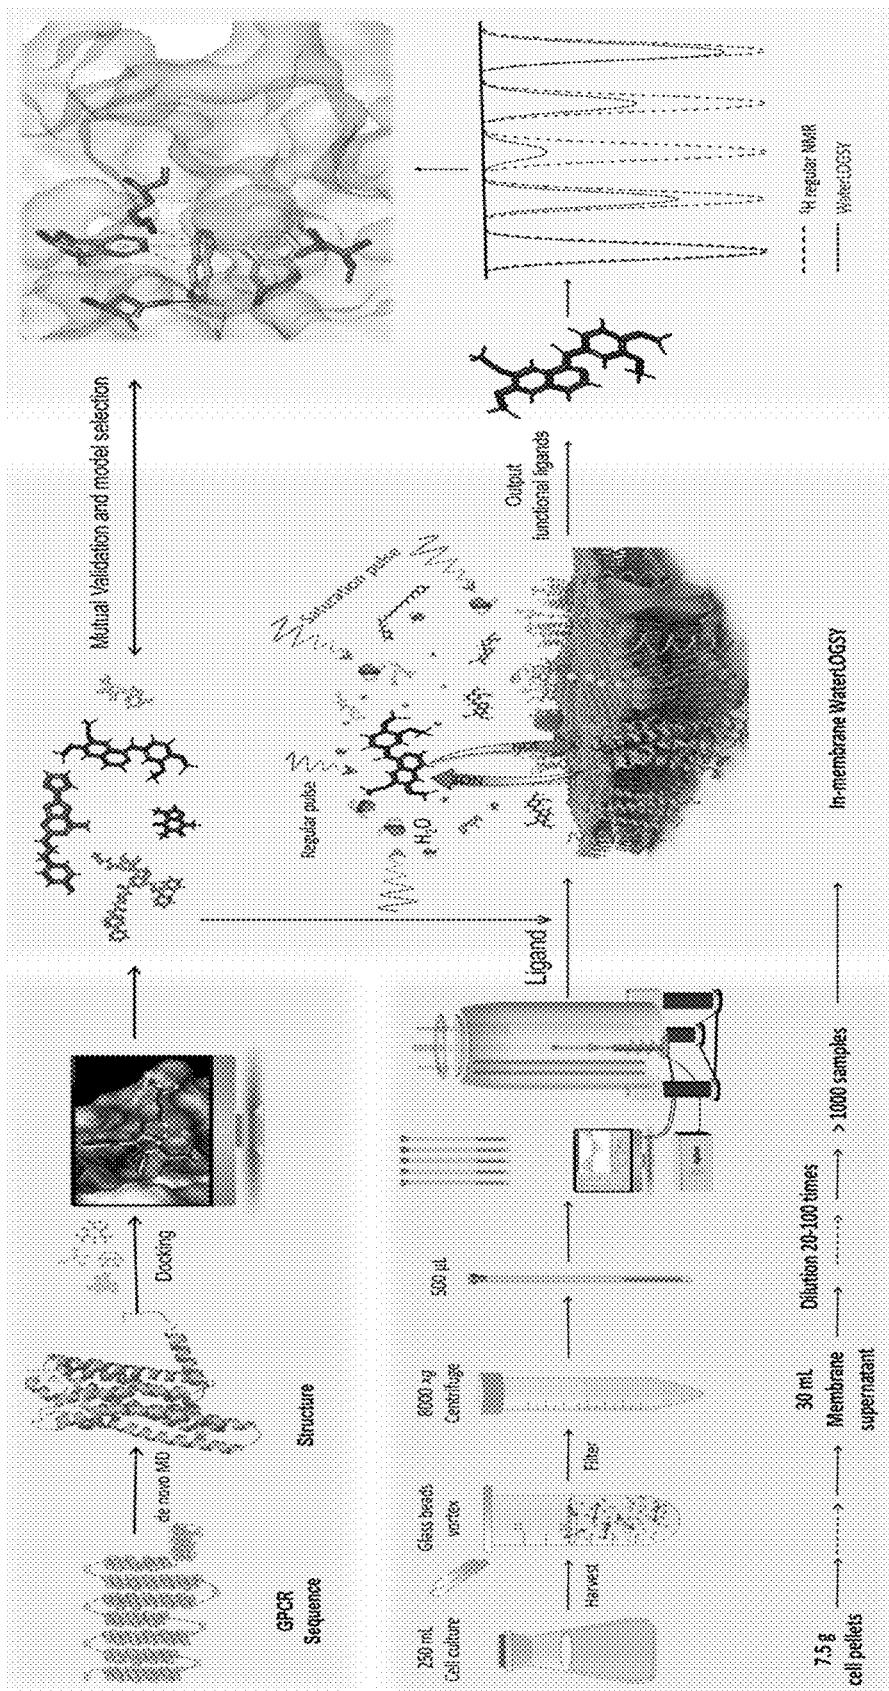 GPCR
Sequence
de novo MD
Structure
Docking
Mutual Validation and model selection
250 mL
Cell culture
Harvest
Glass beads
vortex
Filter
8000 xg
Centrifuge
500 µL
Ligand
Regular pulse
H₂O
Saturation pulse
Output
functional ligands
¹H regular NMR
WaterLOGSY
7.5 g
cell pellets
30 mL
Membrane
supernatant
Dilution 20-100 times
> 1000 samples
In-membrane WaterLOGSY